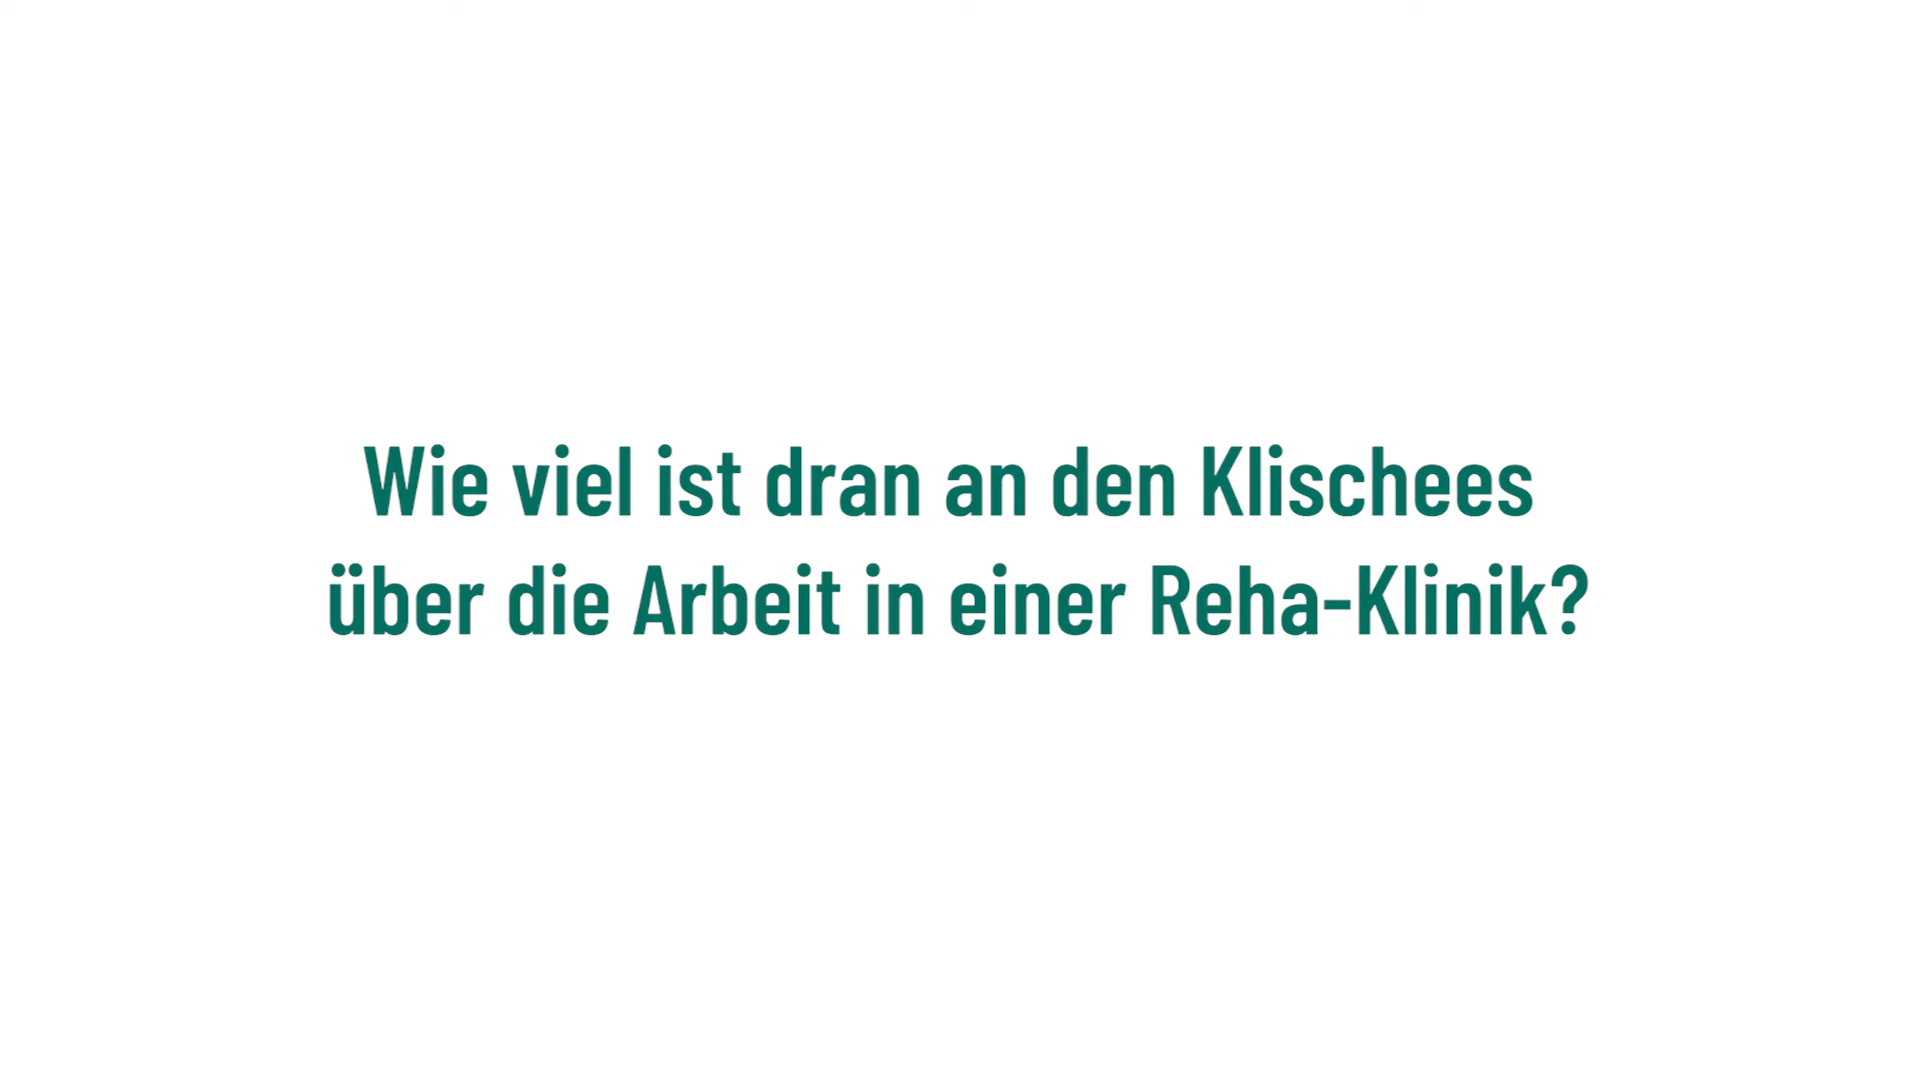 Wie viel ist dran an den Klischees
über die Arbeit in einer Reha-Klinik?